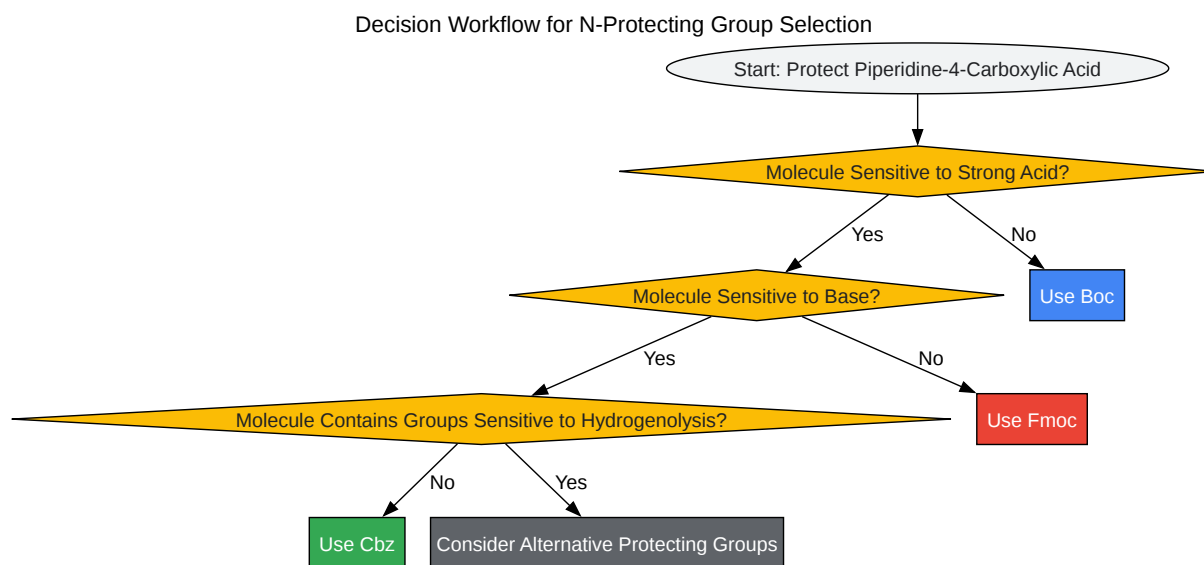 Decision Workflow for N-Protecting Group Selection
Start: Protect Piperidine-4-Carboxylic Acid
Molecule Sensitive to Strong Acid?
Yes
No
Molecule Sensitive to Base?
Use Boc
Yes
No
Molecule Contains Groups Sensitive to Hydrogenolysis?
Use Fmoc
No
Yes
Use Cbz
Consider Alternative Protecting Groups